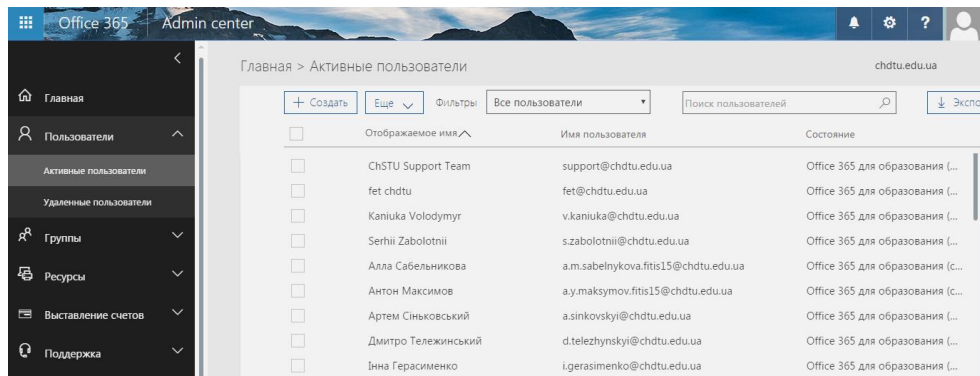 Office 365 Admin center ?
Главная > Активные пользователи chdtu.edu.ua
Главная
Пользователи
Активные пользователи
Удаленные пользователи
Группы
Ресурсы
Выставление счетов
Поддержка
+ Создать Еще Фильтры Все пользователи Поиск пользователей Экспо
Отображаемое имя Имя пользователя Состояние
ChSTU Support Team support@chdtu.edu.ua Office 365 для образования (...
fet chdtu fet@chdtu.edu.ua Office 365 для образования (...
Kaniuka Volodymyr v.kaniuka@chdtu.edu.ua Office 365 для образования (...
Serhii Zabolotnii s.zabolotnii@chdtu.edu.ua Office 365 для образования (...
Алла Сабельникова a.m.sabelnykova.fitis15@chdtu.edu.ua Office 365 для образования (с...
Антон Максимов a.y.maksymov.fitis15@chdtu.edu.ua Office 365 для образования (с...
Артем Сіньковський a.sinkovskyi@chdtu.edu.ua Office 365 для образования (...
Дмитро Тележинський d.telezhynskyi@chdtu.edu.ua Office 365 для образования (...
Інна Герасименко i.gerasimenko@chdtu.edu.ua Office 365 для образования (...